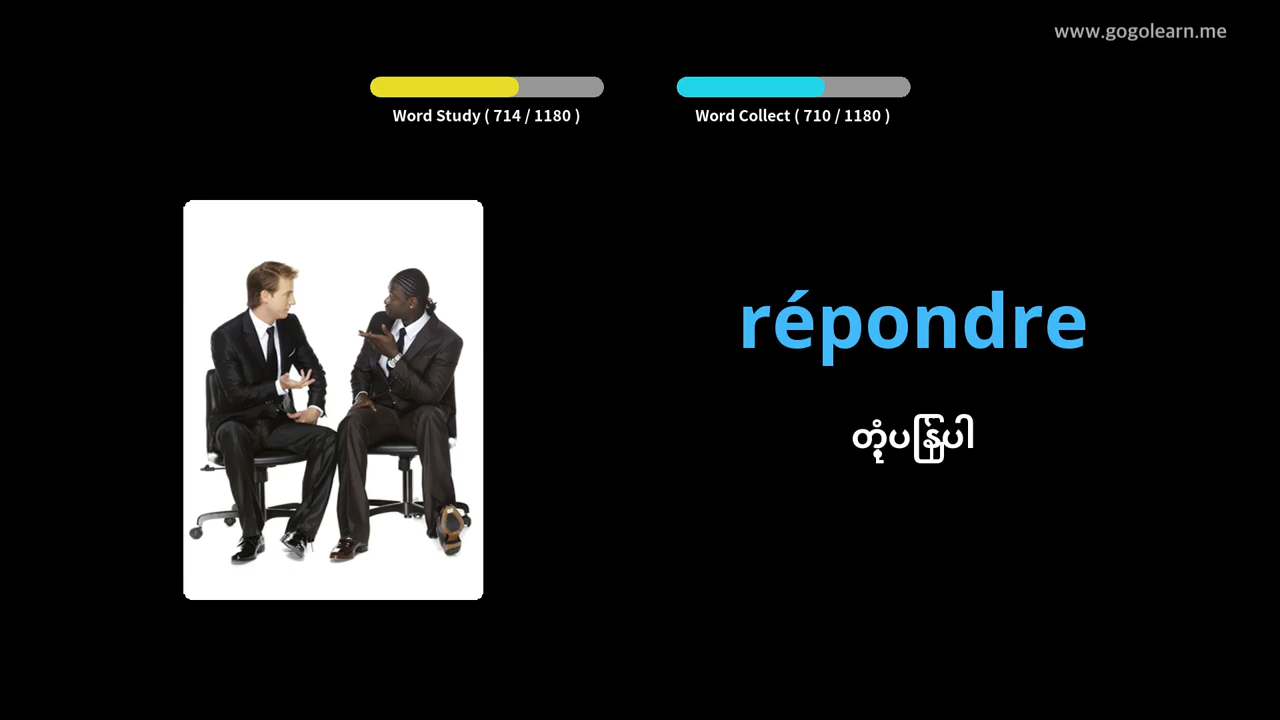 www.gogolearn.me
Word Study ( 714 / 1180 )
Word Collect ( 710 / 1180 )
répondre
တုံ့ပြန်ပါ